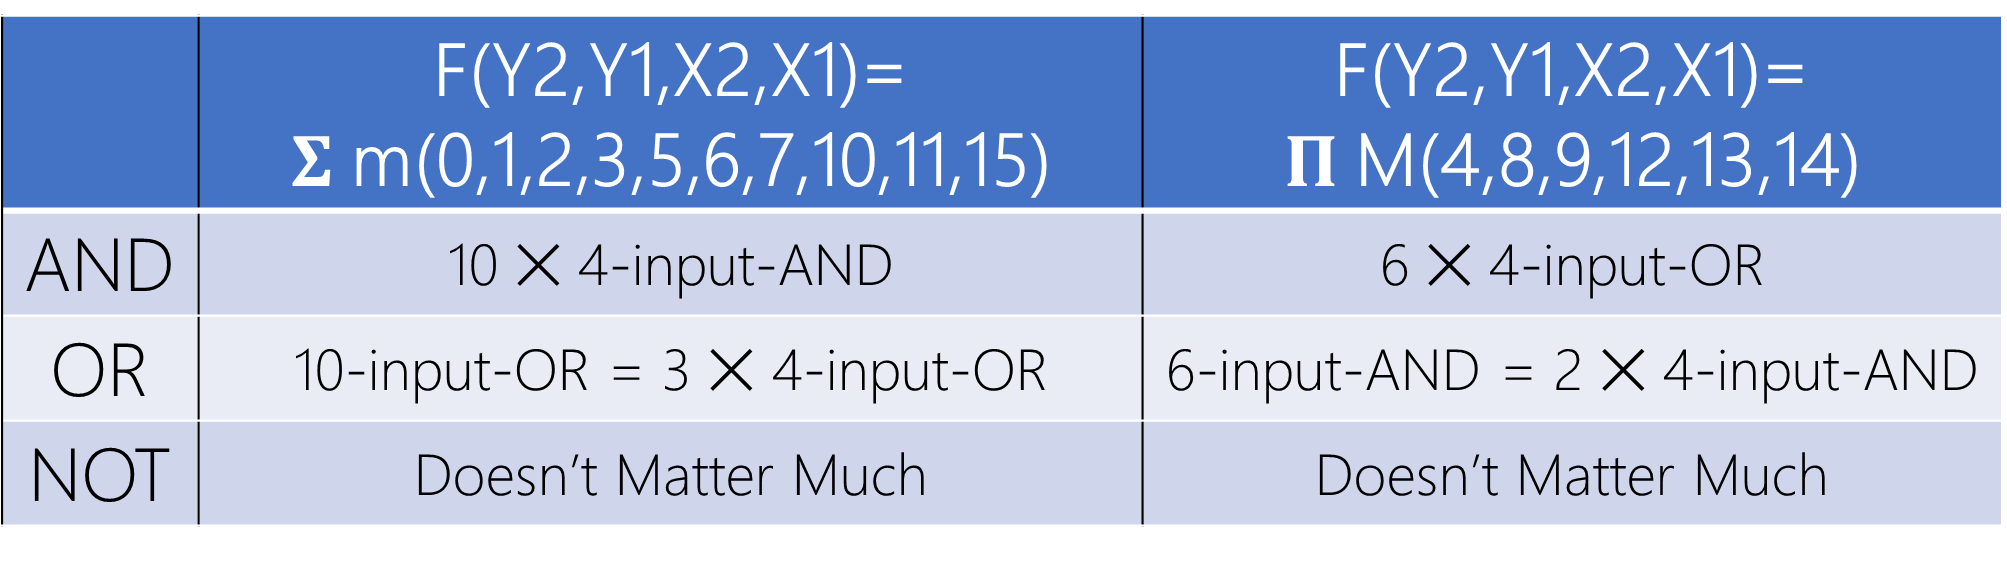 F(Y2,Y1,X2,X1)=
Σ m(0,1,2,3,5,6,7,10,11,15)
F(Y2,Y1,X2,X1)=
Π M(4,8,9,12,13,14)
AND
10 ✕ 4-input-AND
6 ✕ 4-input-OR
OR
10-input-OR = 3 ✕ 4-input-OR
6-input-AND = 2 ✕ 4-input-AND
NOT
Doesn’t Matter Much
Doesn’t Matter Much